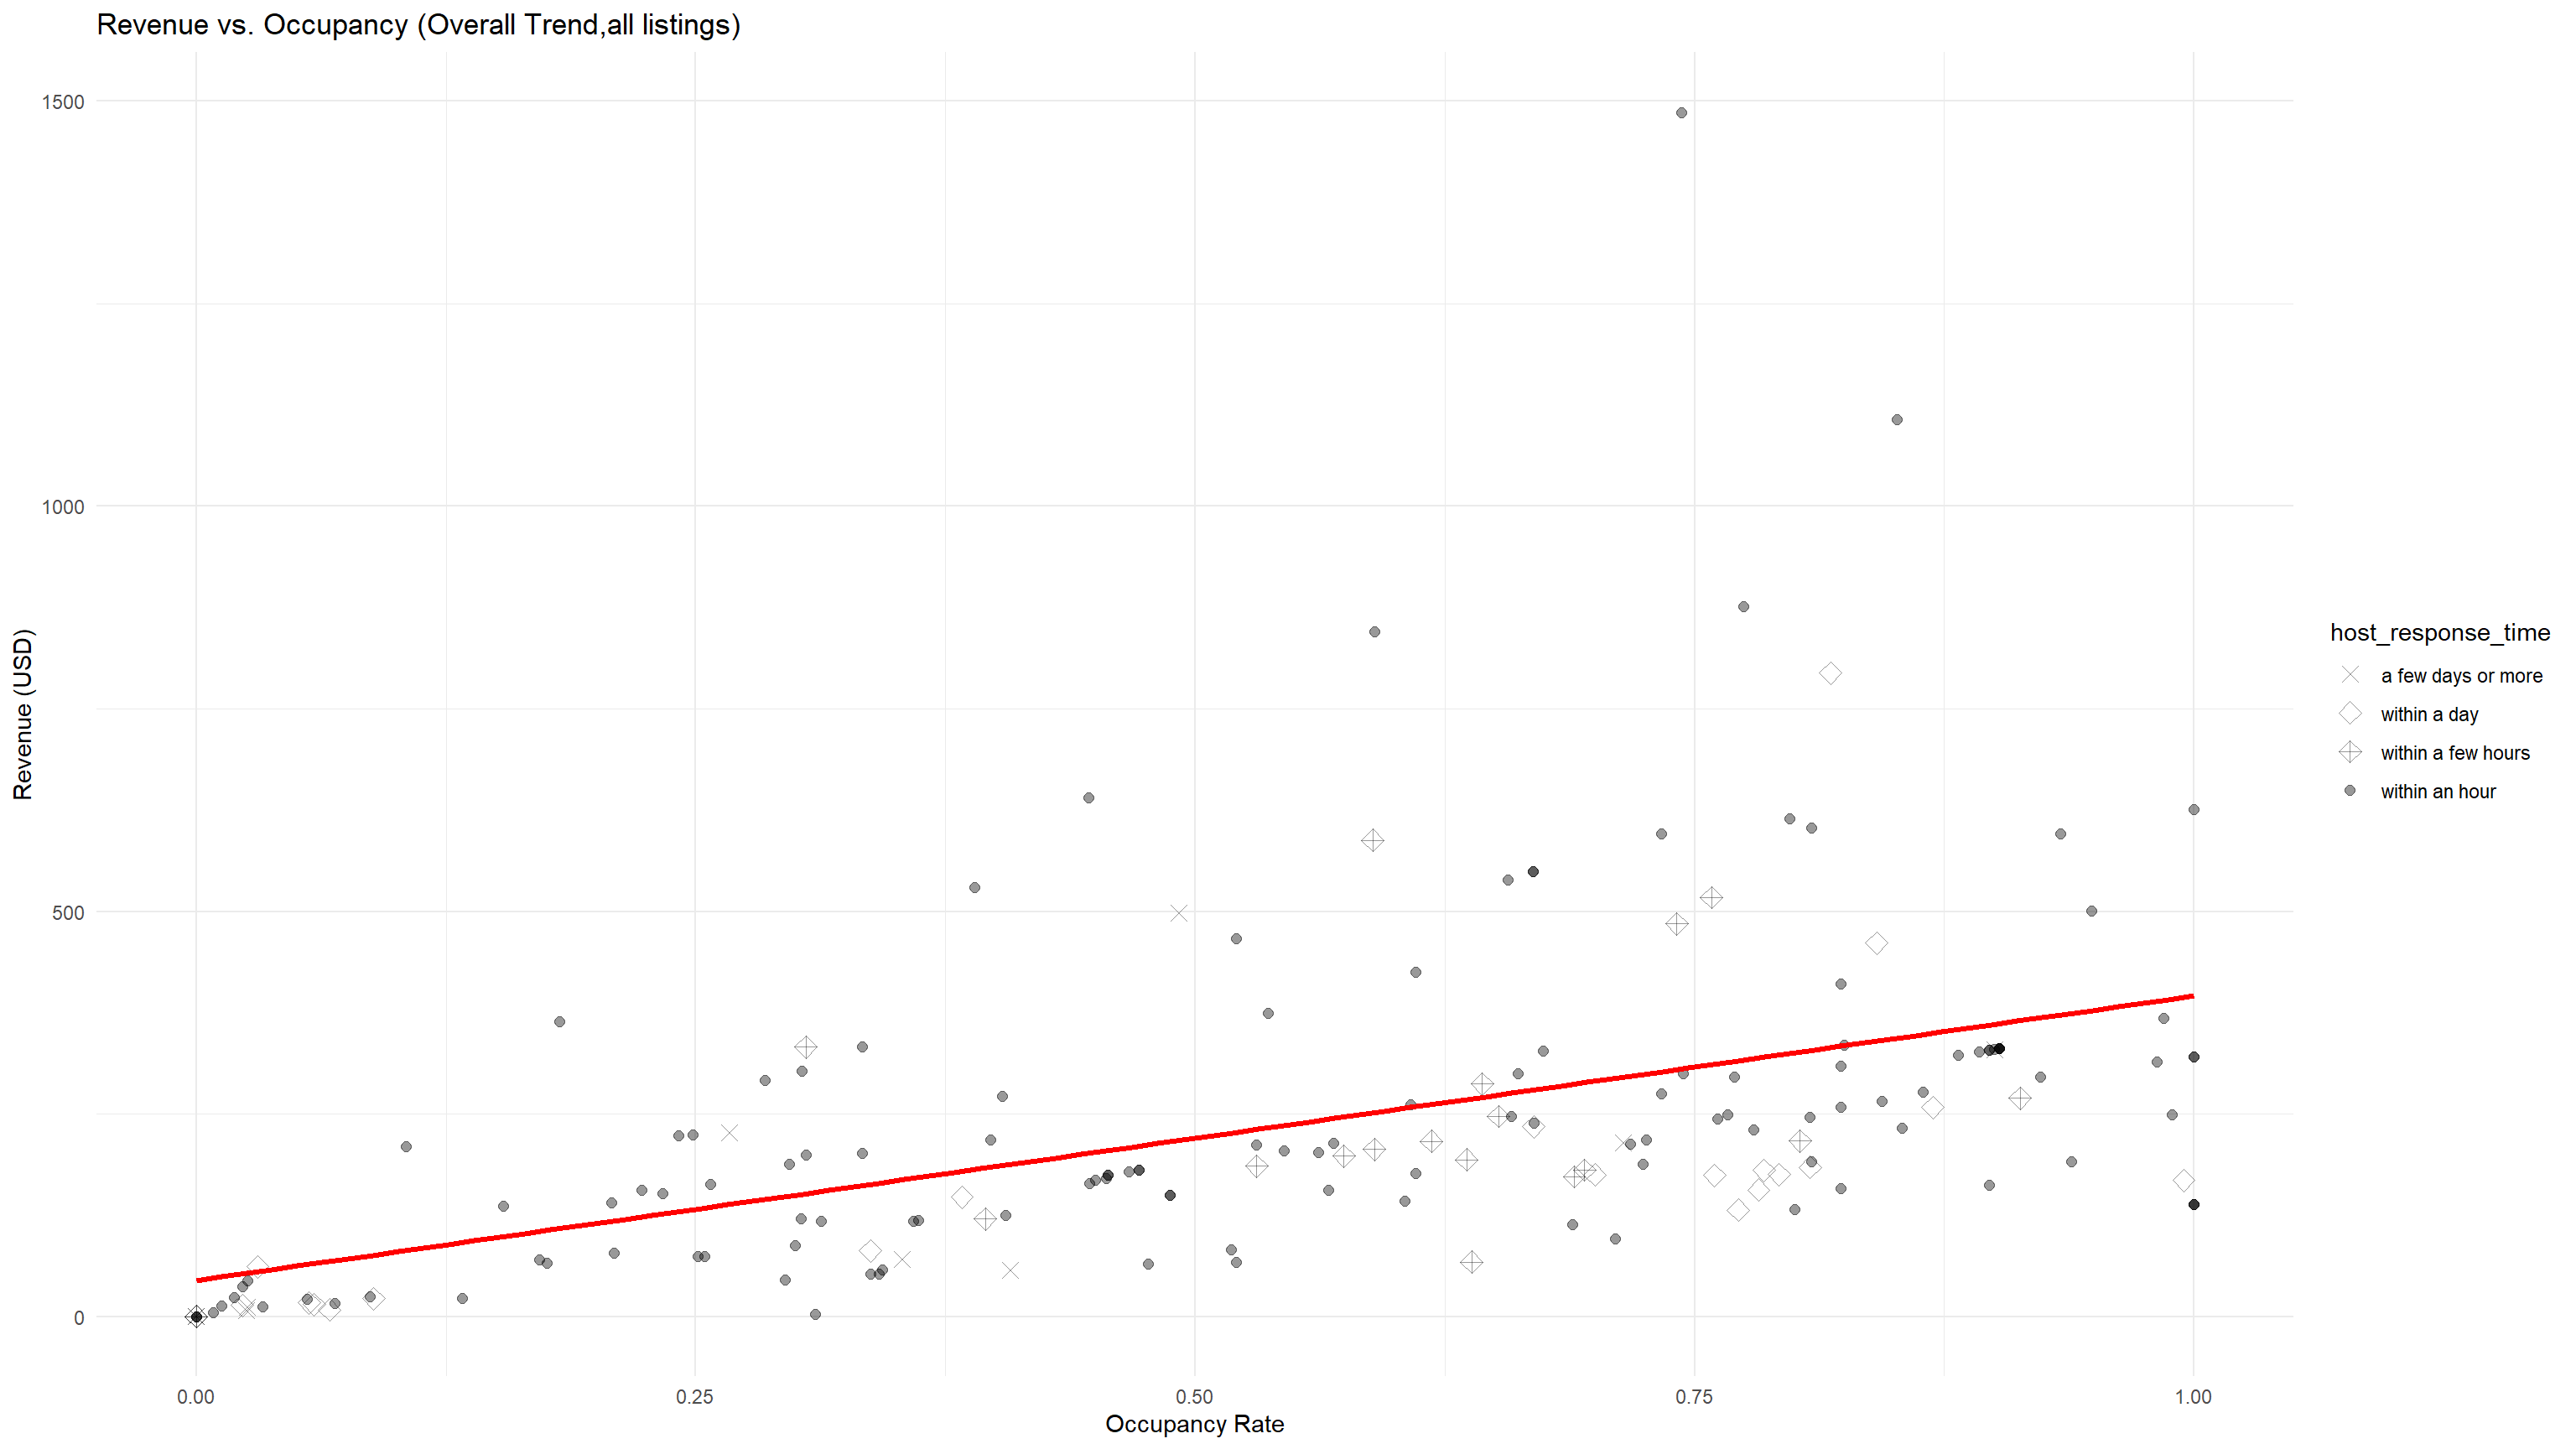 Revenue vs. Occupancy (Overall Trend,all listings)
1500
1000
500
0
Revenue (USD)
0.00
0.25
0.50
0.75
1.00
Occupancy Rate
host_response_time
a few days or more
within a day
within a few hours
within an hour